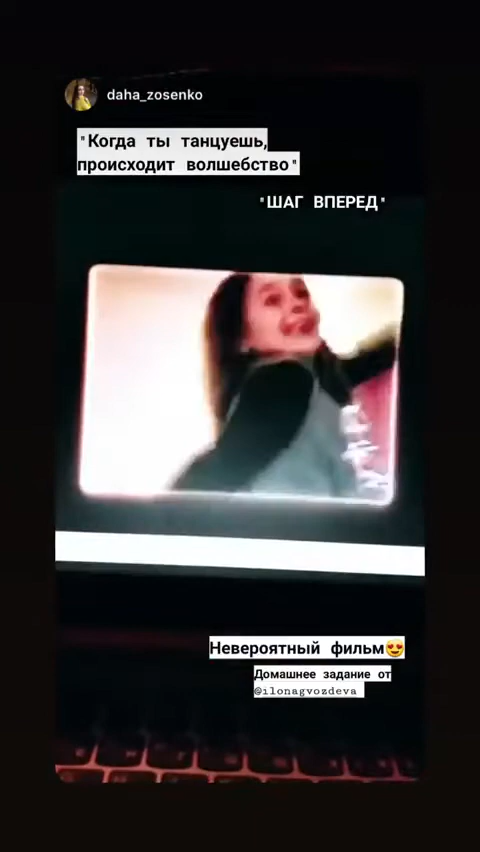 daha_zosenko
"Когда ты танцуешь,
происходит волшебство"
"ШАГ ВПЕРЕД"
Невероятный фильм😍
Домашнее задание от
@ilonagvozdeva